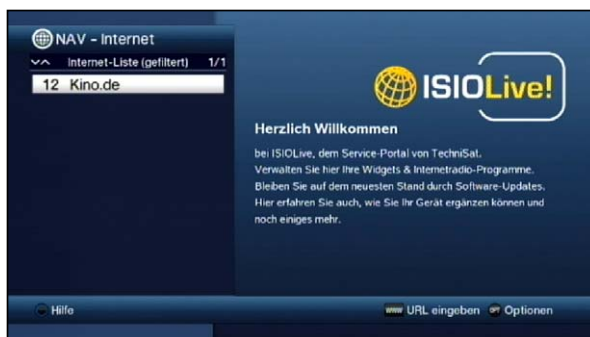 NAV - Internet
Internet-Liste (gefiltert) 1/1
12 Kino.de
ISIOLive!
Herzlich Willkommen
bei ISIOLive, dem Service-Portal von TechniSat.
Verwalten Sie hier Ihre Widgets & Internetradio-Programme.
Bleiben Sie auf dem neuesten Stand durch Software-Updates.
Hier erfahren Sie auch, wie Sie Ihr Gerät ergänzen können und
noch einiges mehr.
Hilfe
www URL eingeben OPT Optionen